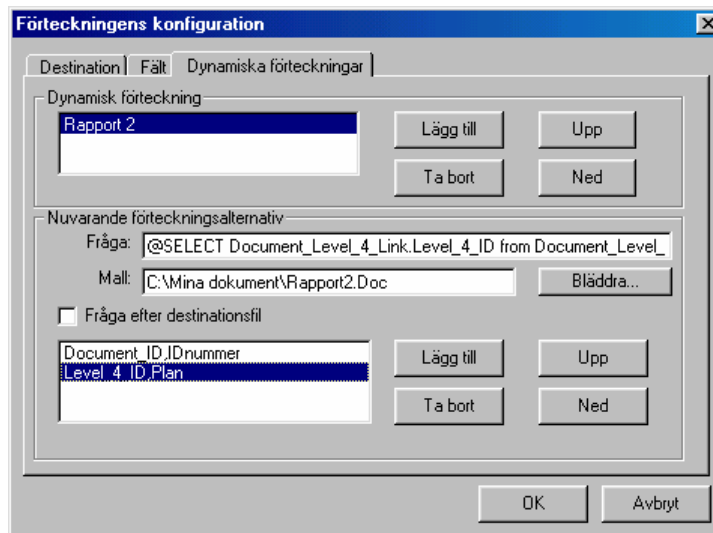 Förteckningens konfiguration
Destination Fält Dynamiska förteckningar
Dynamisk förteckning
Rapport 2
Lägg till Upp
Ta bort Ned
Nuvarande förteckningsalternativ
Fråga: @SELECT Document_Level_4_Link.Level_4_ID from Document_Level_
Mall: C:\Mina dokument\Rapport2.Doc Bläddra...
Fråga efter destinationsfil
Document_ID,IDnummer
Level_4_ID,Plan
Lägg till Upp
Ta bort Ned
OK Avbryt